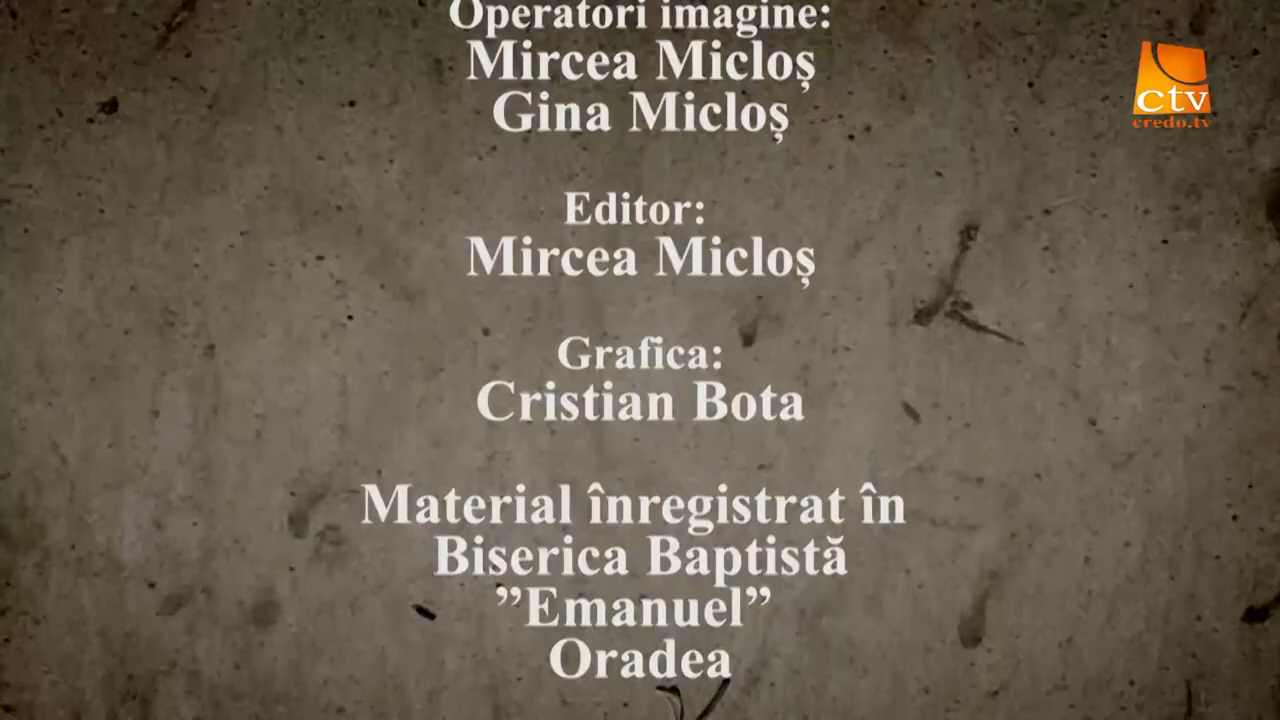 Operatori imagine:
Mircea Micloș
Gina Micloș
ctv
credo.tv
Editor:
Mircea Micloș
Grafica:
Cristian Bota
Material înregistrat în
Biserica Baptistă
”Emanuel”
Oradea